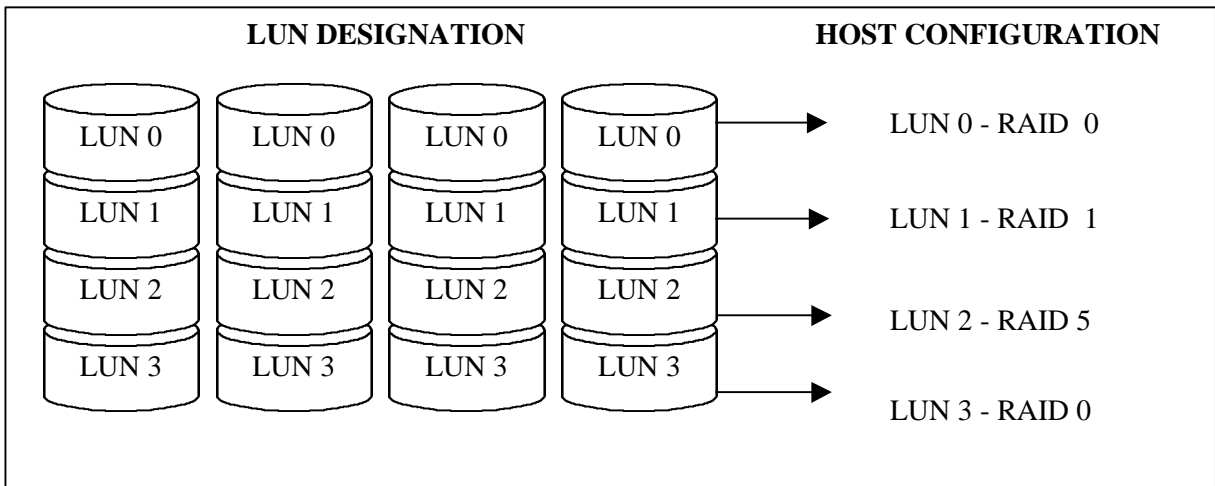 LUN DESIGNATION HOST CONFIGURATION
LUN 0 LUN 0 LUN 0 LUN 0 LUN 0 - RAID 0
LUN 1 LUN 1 LUN 1 LUN 1 LUN 1 - RAID 1
LUN 2 LUN 2 LUN 2 LUN 2 LUN 2 - RAID 5
LUN 3 LUN 3 LUN 3 LUN 3 LUN 3 - RAID 0